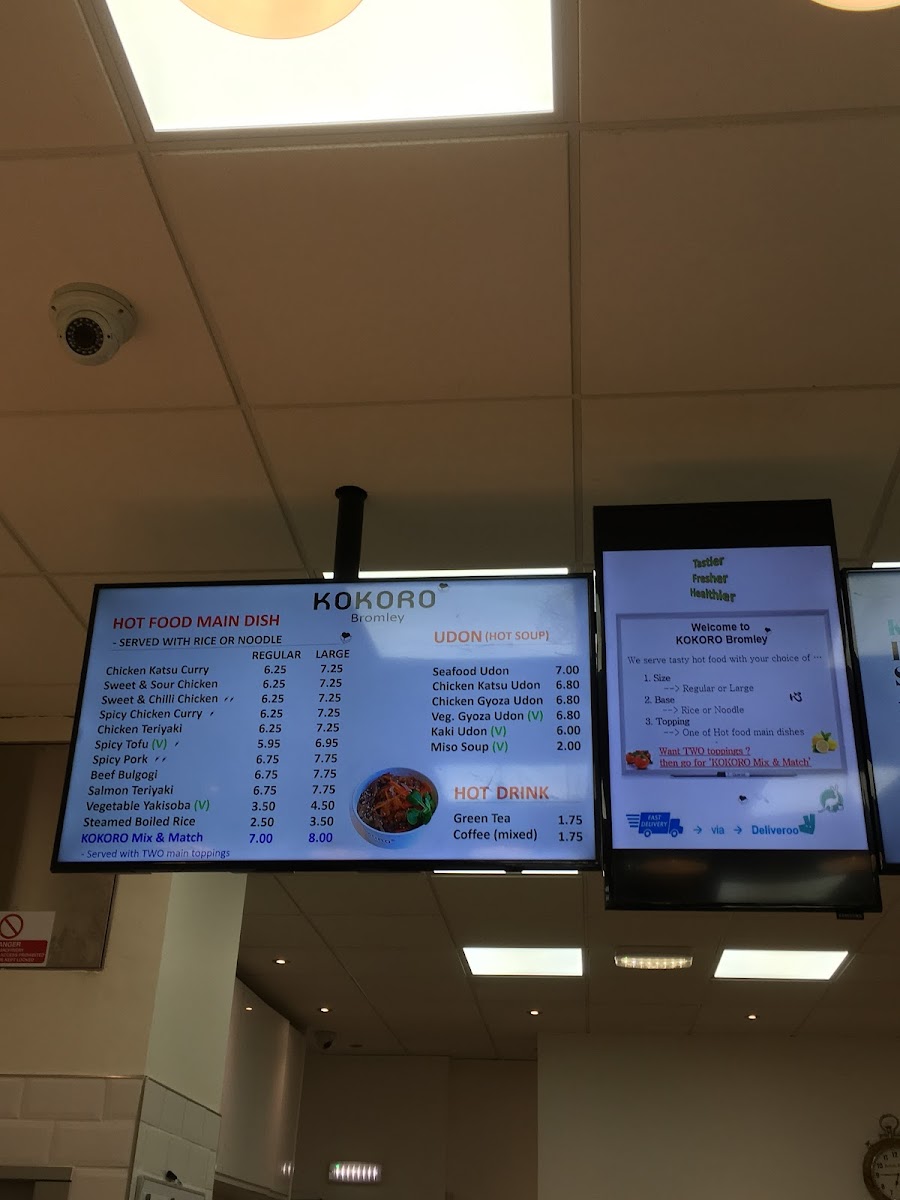 KOKORO
Bromley
HOT FOOD MAIN DISH
- SERVED WITH RICE OR NOODLE
REGULAR LARGE
Chicken Katsu Curry 6.25 7.25
Sweet & Sour Chicken 6.25 7.25
Sweet & Chilli Chicken 6.25 7.25
Spicy Chicken Curry 6.25 7.25
Chicken Teriyaki 6.25 7.25
Spicy Tofu (V) 5.95 6.95
Spicy Pork 6.75 7.75
Beef Bulgogi 6.75 7.75
Salmon Teriyaki 6.75 7.75
Vegetable Yakisoba (V) 3.50 4.50
Steamed Boiled Rice 2.50 3.50
KOKORO Mix & Match 7.00 8.00
- Served with TWO main toppings
UDON (HOT SOUP)
Seafood Udon 7.00
Chicken Katsu Udon 6.80
Chicken Gyoza Udon 6.80
Veg. Gyoza Udon (V) 6.80
Kaki Udon (V) 6.00
Miso Soup (V) 2.00
HOT DRINK
Green Tea 1.75
Coffee (mixed) 1.75
Tastier
Fresher
Healthier
Welcome to
KOKORO Bromley
We serve tasty hot food with your choice of ...
1. Size
--> Regular or Large
2. Base
--> Rice or Noodle
3. Topping
--> One of Hot food main dishes
Want TWO toppings ?
then go for 'KOKORO Mix & Match'
FAST
DELIVERY
via
Deliveroo